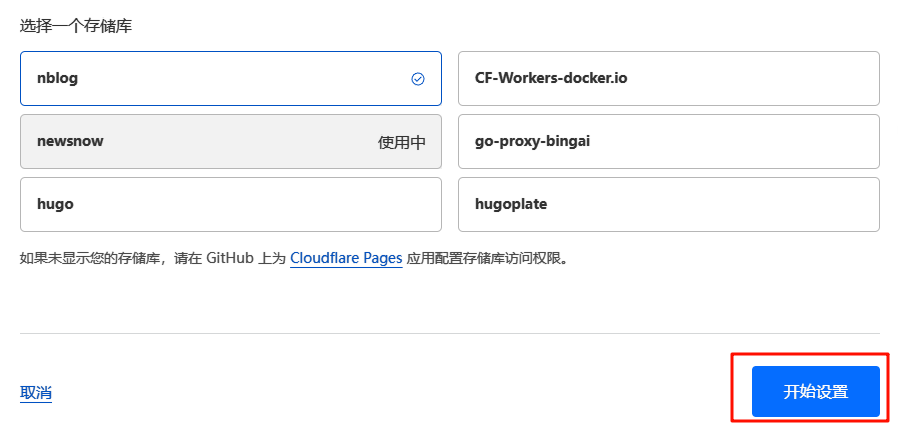 选择一个存储库
nblog
CF-Workers-docker.io
newsnow 使用中
go-proxy-bingai
hugo
hugoplate
如果未显示您的存储库，请在 GitHub 上为 Cloudflare Pages 应用配置存储库访问权限。
取消
开始设置